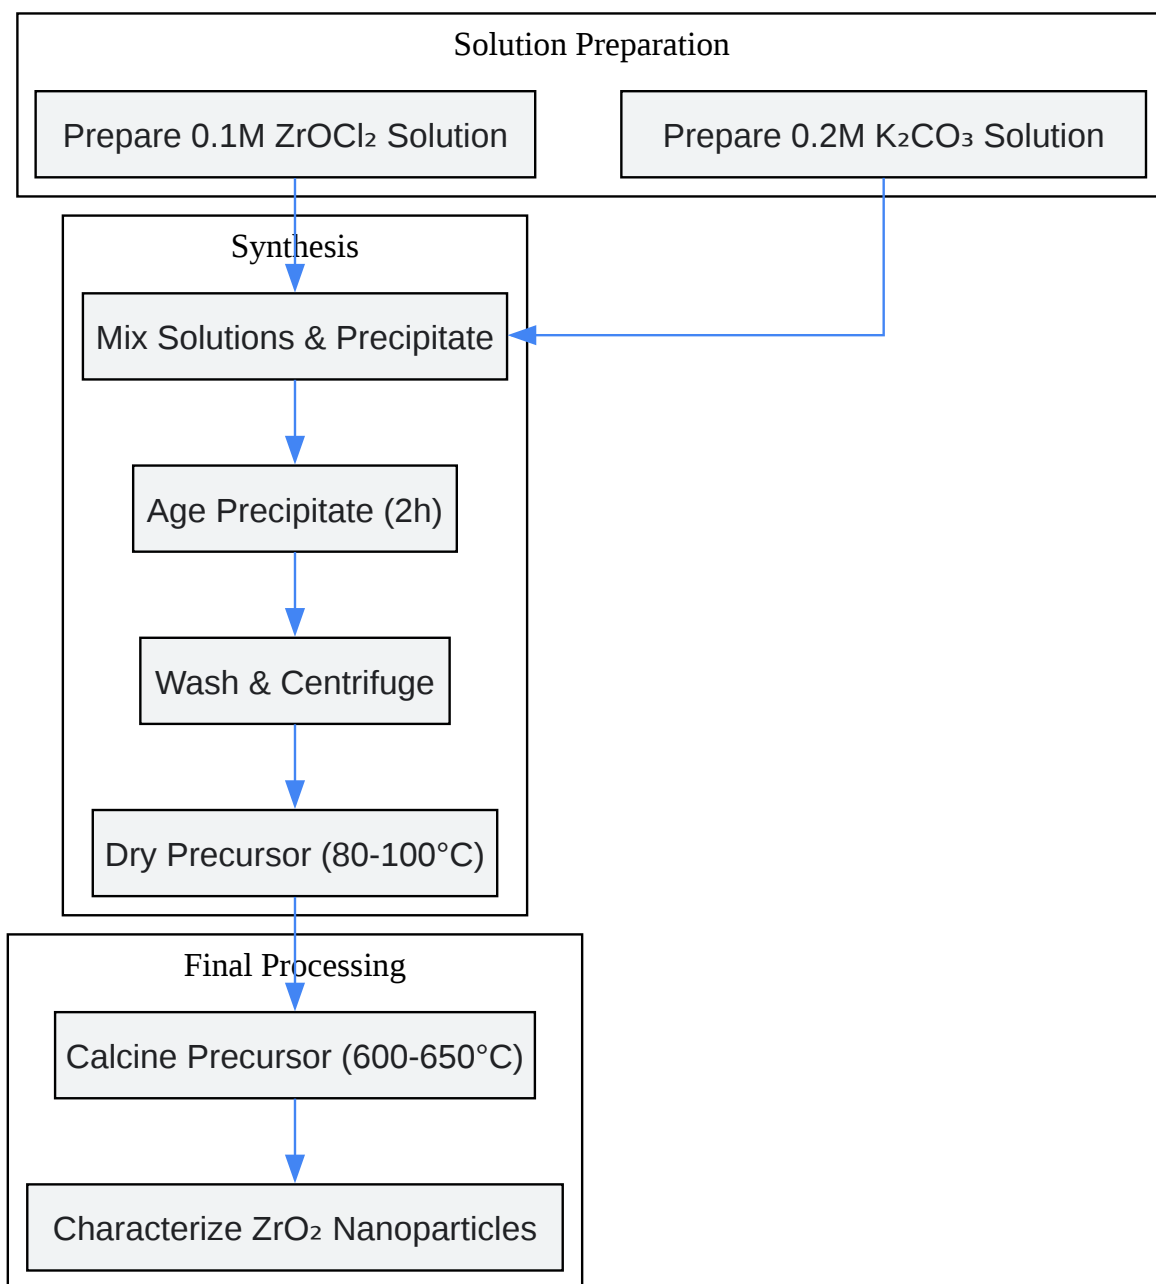 Solution Preparation
Prepare 0.1M ZrOCl₂ Solution
Prepare 0.2M K₂CO₃ Solution
Synthesis
Mix Solutions & Precipitate
Age Precipitate (2h)
Wash & Centrifuge
Dry Precursor (80-100°C)
Final Processing
Calcine Precursor (600-650°C)
Characterize ZrO₂ Nanoparticles